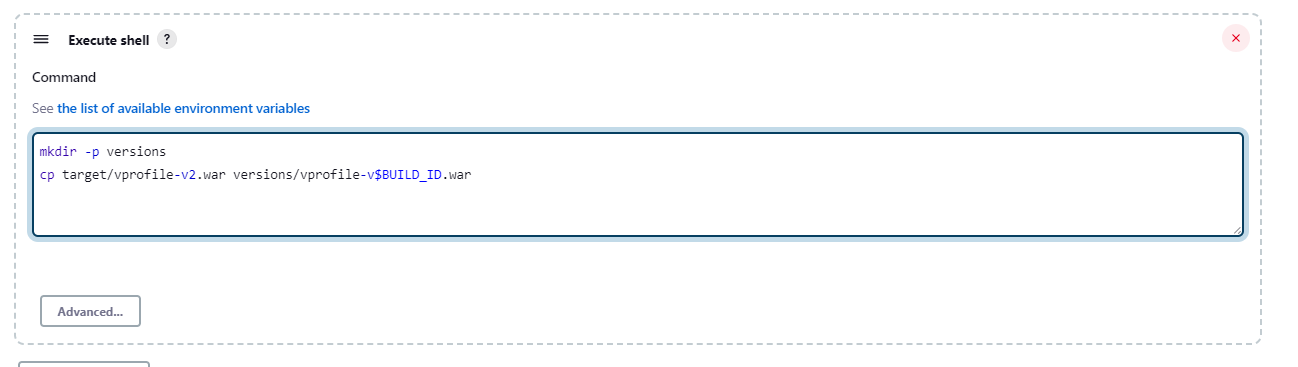 Execute shell ?
Command
See the list of available environment variables
mkdir -p versions
cp target/vprofile-v2.war versions/vprofile-v$BUILD_ID.war
Advanced...